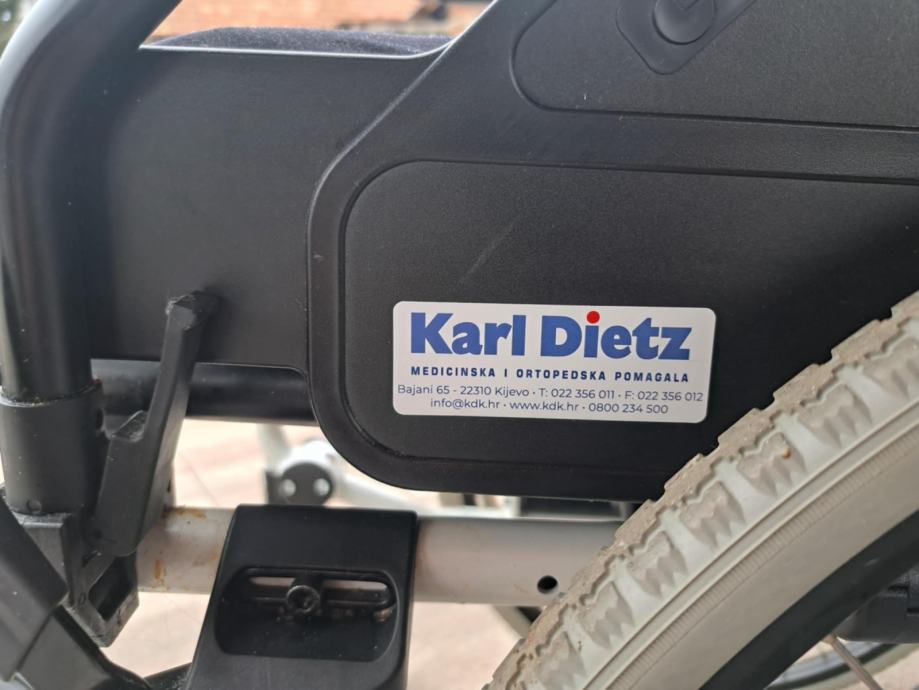 Karl Dietz
MEDICINSKA I ORTOPEDSKA POMAGALA
Bajani 65 - 22310 Kijevo • T: 022 356 011 • F: 022 356 012
info@kdk.hr • www.kdk.hr • 0800 234 500